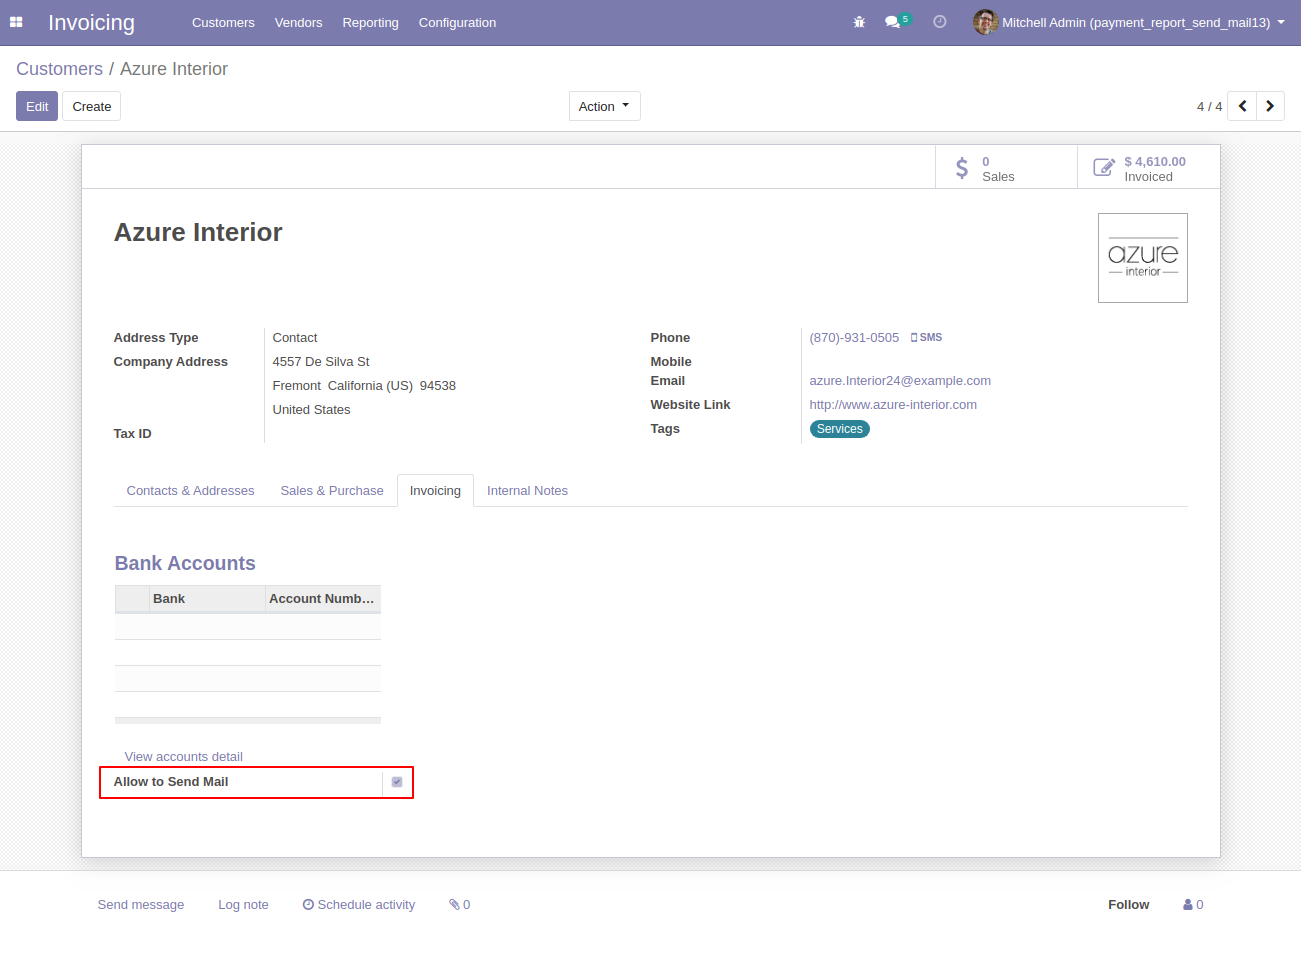 Invoicing Customers Vendors Reporting Configuration 5 Mitchell Admin (payment_report_send_mail13)
Customers / Azure Interior
Edit Create Action 4 / 4
0
Sales
$ 4,610.00
Invoiced
Azure Interior
azure
interior
Address Type Contact
Company Address 4557 De Silva St
Fremont California (US) 94538
United States
Tax ID
Phone (870)-931-0505 SMS
Mobile
Email azure.Interior24@example.com
Website Link http://www.azure-interior.com
Tags Services
Contacts & Addresses Sales & Purchase Invoicing Internal Notes
Bank Accounts
Bank Account Numb...
View accounts detail
Allow to Send Mail
Send message Log note Schedule activity 0 Follow 0